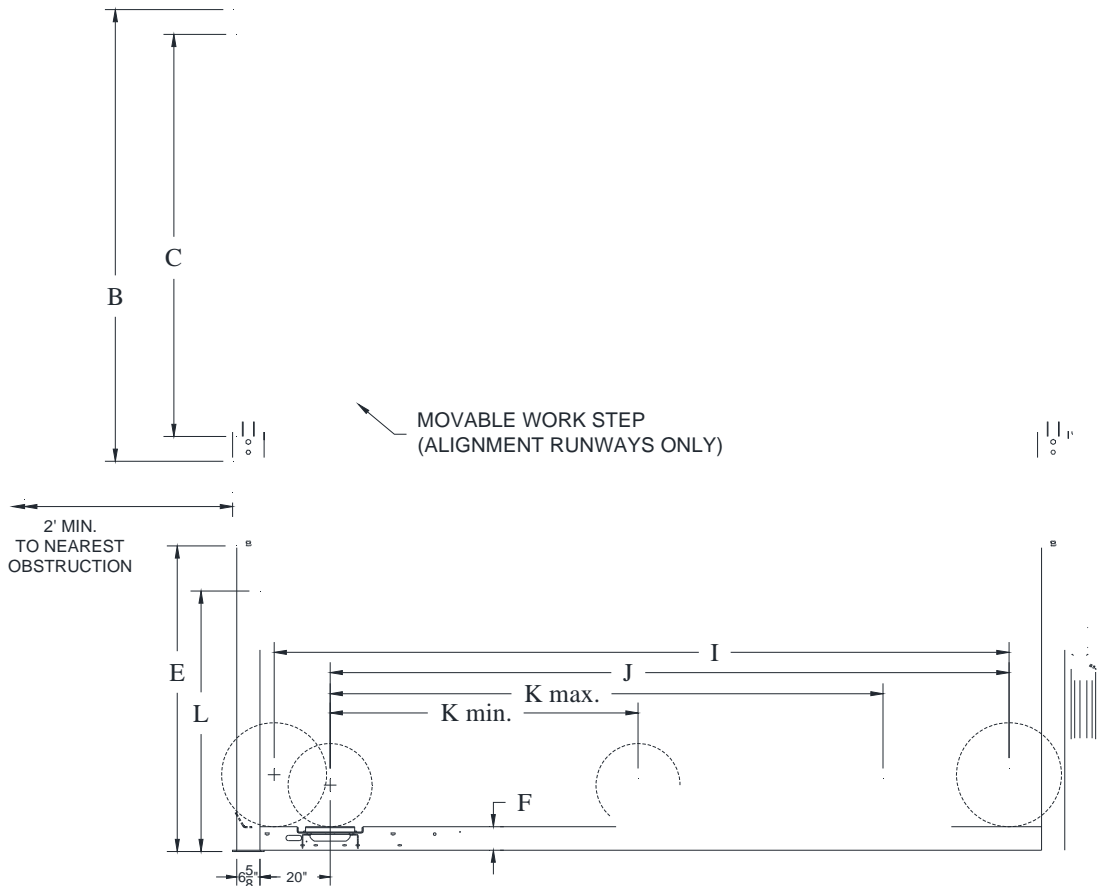 B
C
MOVABLE WORK STEP
(ALIGNMENT RUNWAYS ONLY)
2' MIN.
TO NEAREST
OBSTRUCTION
E
L
I
J
K max.
K min.
F
6 5/8"
20"